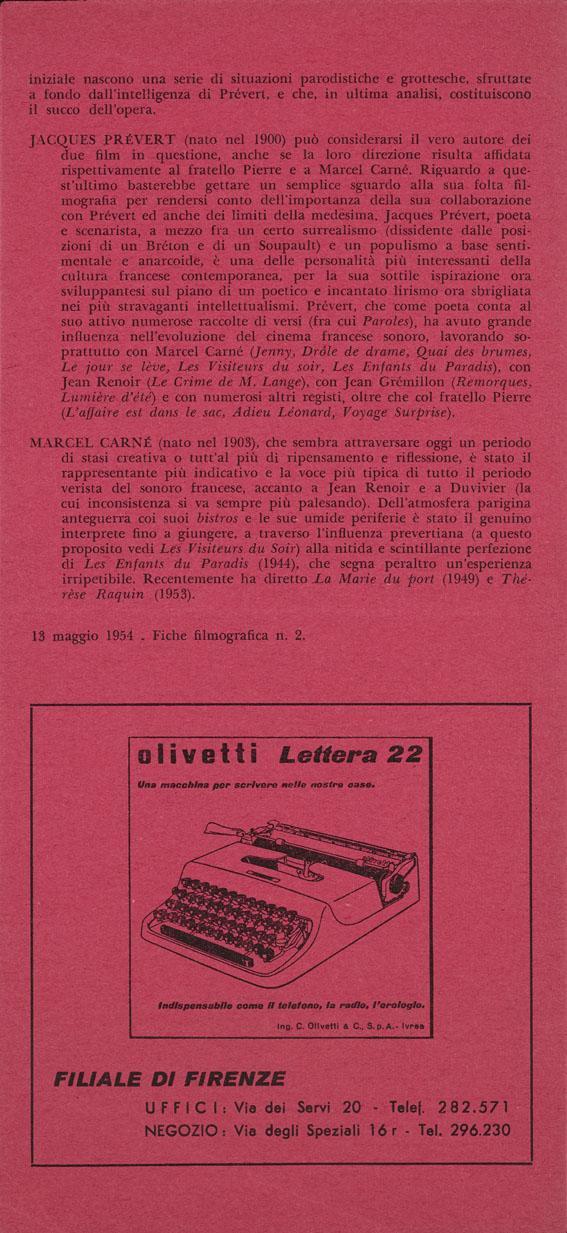 iniziale nascono una serie di situazioni parodistiche e grottesche, sfruttate
a fondo dall'intelligenza di Prévert, e che, in ultima analisi, costituiscono
il succo dell'opera.
JACQUES PRÉVERT (nato nel 1900) può considerarsi il vero autore dei
due film in questione, anche se la loro direzione risulta affidata
rispettivamente al fratello Pierre e a Marcel Carné. Riguardo a que-
st'ultimo basterebbe gettare un semplice sguardo alla sua folta fil-
mografia per rendersi conto dell'importanza della sua collaborazione
con Prévert ed anche dei limiti della medesima. Jacques Prévert, poeta
e scenarista, a mezzo fra un certo surrealismo (dissidente dalle posi-
zioni di un Bréton e di un Soupault) e un populismo a base senti-
mentale e anarcoide, è una delle personalità più interessanti della
cultura francese contemporanea, per la sua sottile ispirazione ora
sviluppantesi sul piano di un poetico e incantato lirismo ora sbrigliata
nei più stravaganti intellettualismi. Prévert, che come poeta conta al
suo attivo numerose raccolte di versi (fra cui Paroles), ha avuto grande
influenza nell'evoluzione del cinema francese sonoro, lavorando so-
prattutto con Marcel Carné (Jenny, Drôle de drame, Quai des brumes,
Le jour se lève, Les Visiteurs du soir, Les Enfants du Paradis), con
Jean Renoir (Le Crime de M. Lange), con Jean Grémillon (Remorques,
Lumière d'été) e con numerosi altri registi, oltre che col fratello Pierre
(L'affaire est dans le sac, Adieu Léonard, Voyage Surprise).
MARCEL CARNÉ (nato nel 1903), che sembra attraversare oggi un periodo
di stasi creativa o tutt'al più di ripensamento e riflessione, è stato il
rappresentante più indicativo e la voce più tipica di tutto il periodo
verista del sonoro francese, accanto a Jean Renoir e a Duvivier (la
cui inconsistenza si va sempre più palesando). Dell'atmosfera parigina
anteguerra coi suoi bistros e le sue umide periferie è stato il genuino
interprete fino a giungere, a traverso l'influenza prevertiana (a questo
proposito vedi Les Visiteurs du Soir) alla nitida e scintillante perfezione
di Les Enfants du Paradis (1944), che segna peraltro un'esperienza
irripetibile. Recentemente ha diretto La Marie du port (1949) e Thé-
rèse Raquin (1953).
13 maggio 1954 - Fiche filmografica n. 2.
olivetti Lettera 22
Una macchina per scrivere nelle nostre case.
Indispensabile come il telefono, la radio, l'orologio.
Ing. C. Olivetti & C., S.p.A. - Ivrea
FILIALE DI FIRENZE
UFFICI: Via dei Servi 20 - Telef. 282.571
NEGOZIO: Via degli Speziali 16 r - Tel. 296.230